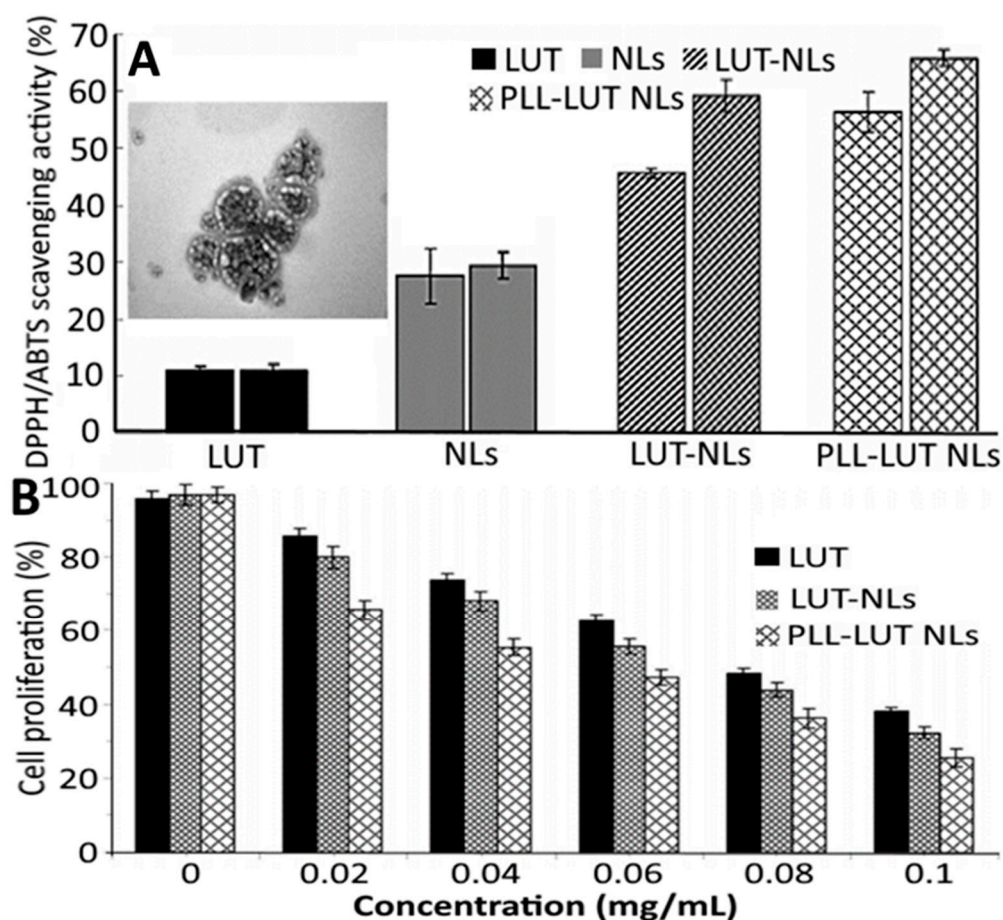 A
DPPH/ABTS scavenging activity (%)
70
60
50
40
30
20
10
0
LUT NLs LUT-NLs
PLL-LUT NLs
LUT NLs LUT-NLs PLL-LUT NLs
B
Cell proliferation (%)
100
80
60
40
20
0
LUT
LUT-NLs
PLL-LUT NLs
0 0.02 0.04 0.06 0.08 0.1
Concentration (mg/mL)